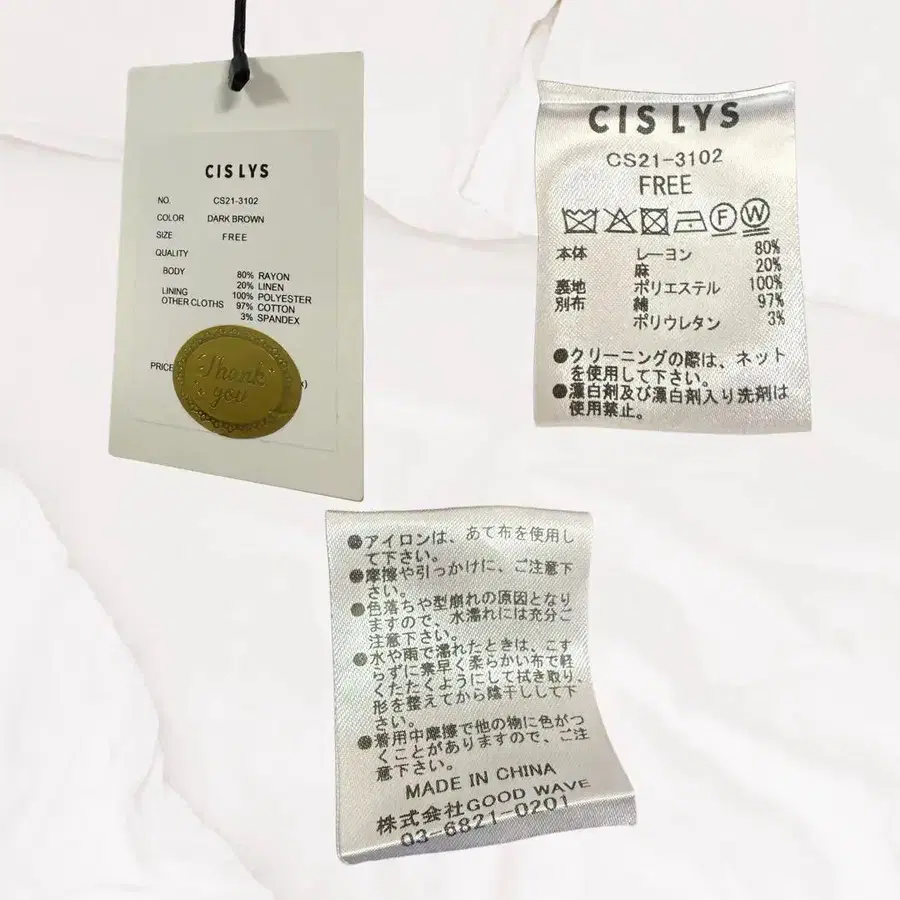 CISLYS
NO. CS21-3102
COLOR DARK BROWN
SIZE FREE
QUALITY
BODY 80% RAYON
20% LINEN
LINING 100% POLYESTER
OTHER CLOTHS 97% COTTON
3% SPANDEX
PRICE
Thank
you
CISLYS
CS21-3102
FREE
F W
本体 レーヨン 80%
麻 20%
裏地 ポリエステル 100%
別布 綿 97%
ポリウレタン 3%
●クリーニングの際は、ネット
を使用して下さい。
●漂白剤及び漂白剤入り洗剤は
使用禁止。
●アイロンは、あて布を使用し
て下さい。
●摩擦や引っかけに、ご注意下
さい。
●色落ちや型崩れの原因となり
ますので、水濡れには充分ご
注意下さい。
●水や雨で濡れたときは、こす
らずに素早く柔らかい布で軽
くたたくようにして拭き取り、
形を整えてから陰干しして下
さい。
●着用中摩擦で他の物に色がつ
くことがありますので、ご注
意下さい。
MADE IN CHINA
株式会社GOOD WAVE
03-6821-0201